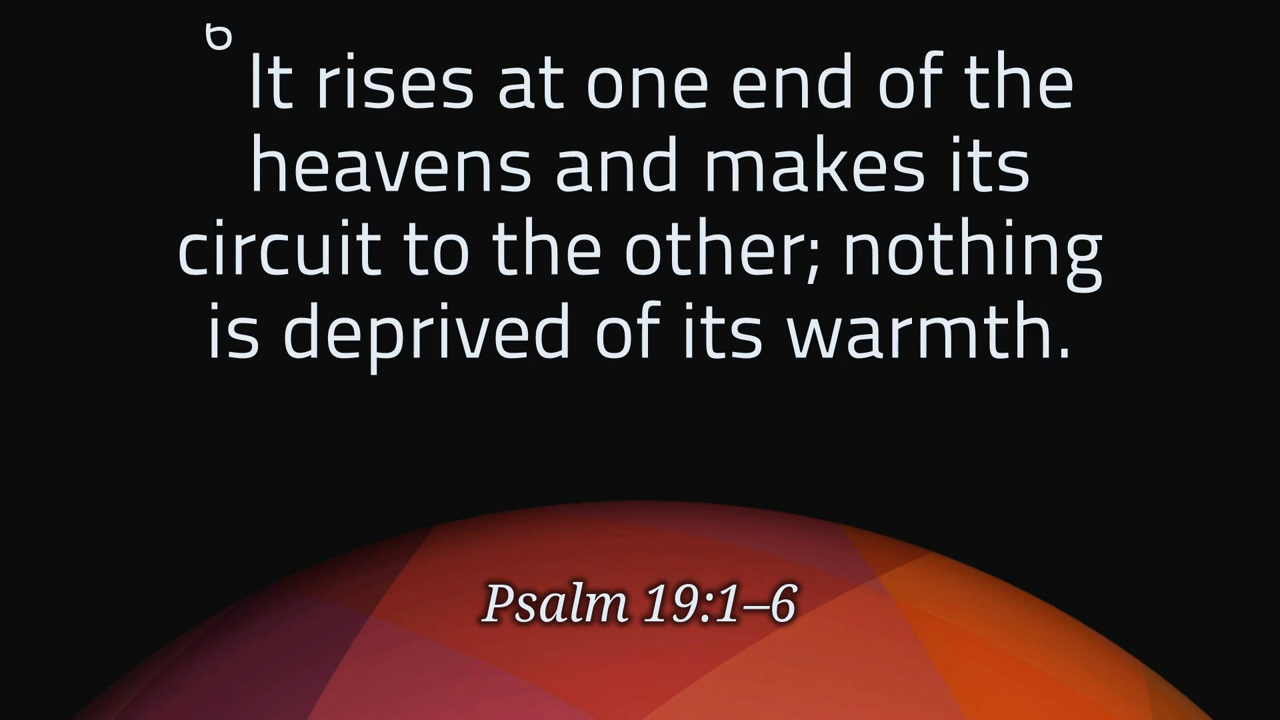 6 It rises at one end of the
heavens and makes its
circuit to the other; nothing
is deprived of its warmth.
Psalm 19:1–6